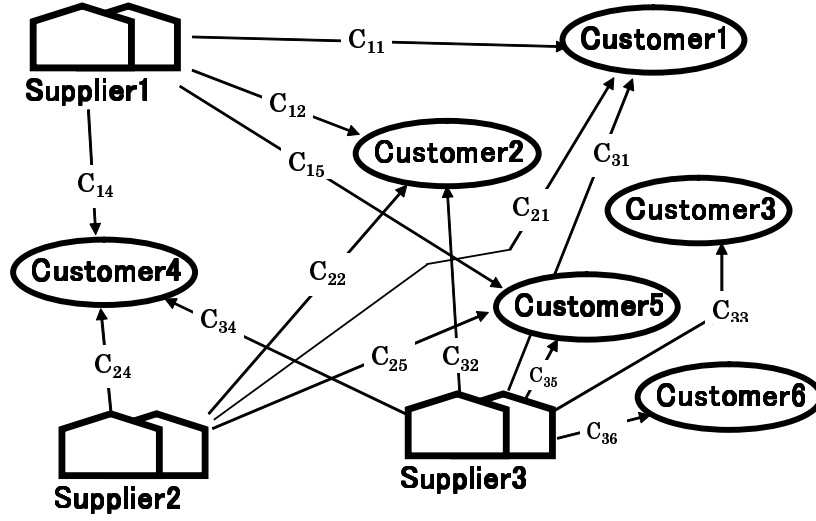 Customer1
C11
Supplier1
C12
Customer2
C31
C15
C14
C21
Customer3
Customer4
C22
Customer5
C34
C33
C25
C32
C24
C35
Customer6
C36
Supplier3
Supplier2